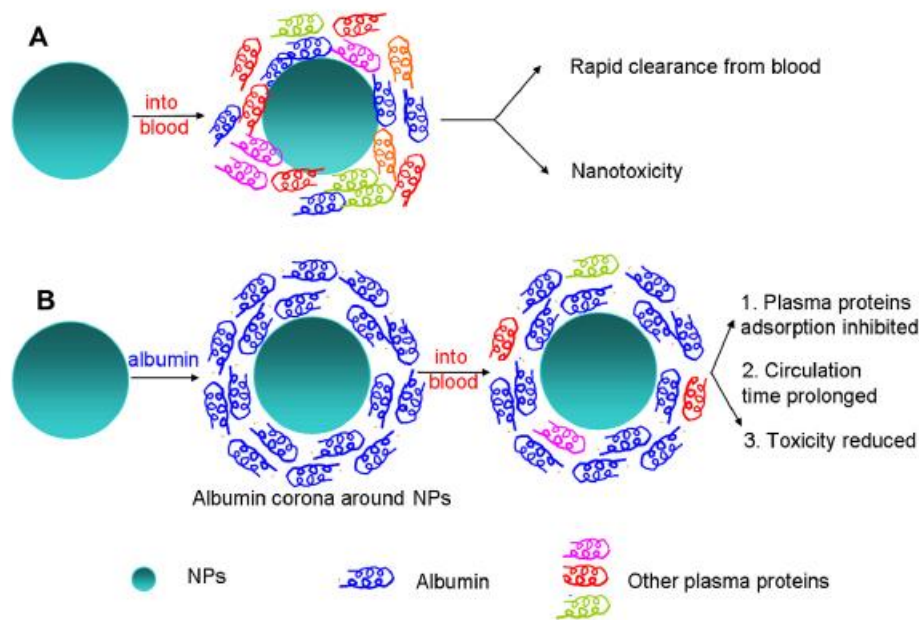 A
into
blood
Rapid clearance from blood
Nanotoxicity
B
albumin
Albumin corona around NPs
into
blood
1. Plasma proteins
adsorption inhibited
2. Circulation
time prolonged
3. Toxicity reduced
NPs
Albumin
Other plasma proteins